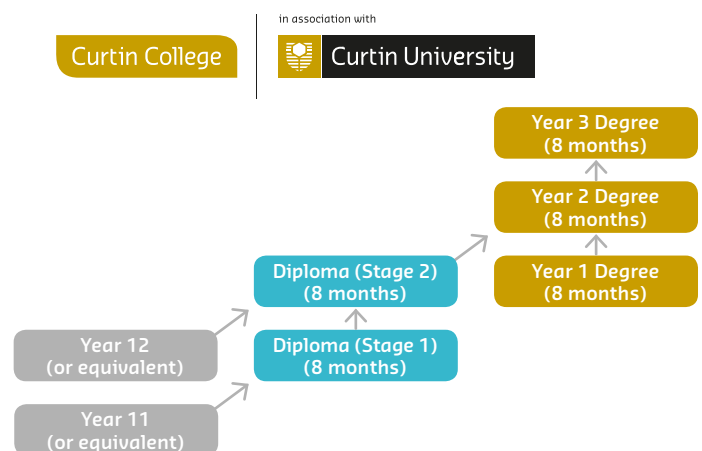 in association with
Curtin College
Curtin University
Year 3 Degree
(8 months)
Year 2 Degree
(8 months)
Diploma (Stage 2)
(8 months)
Year 1 Degree
(8 months)
Year 12
(or equivalent)
Diploma (Stage 1)
(8 months)
Year 11
(or equivalent)